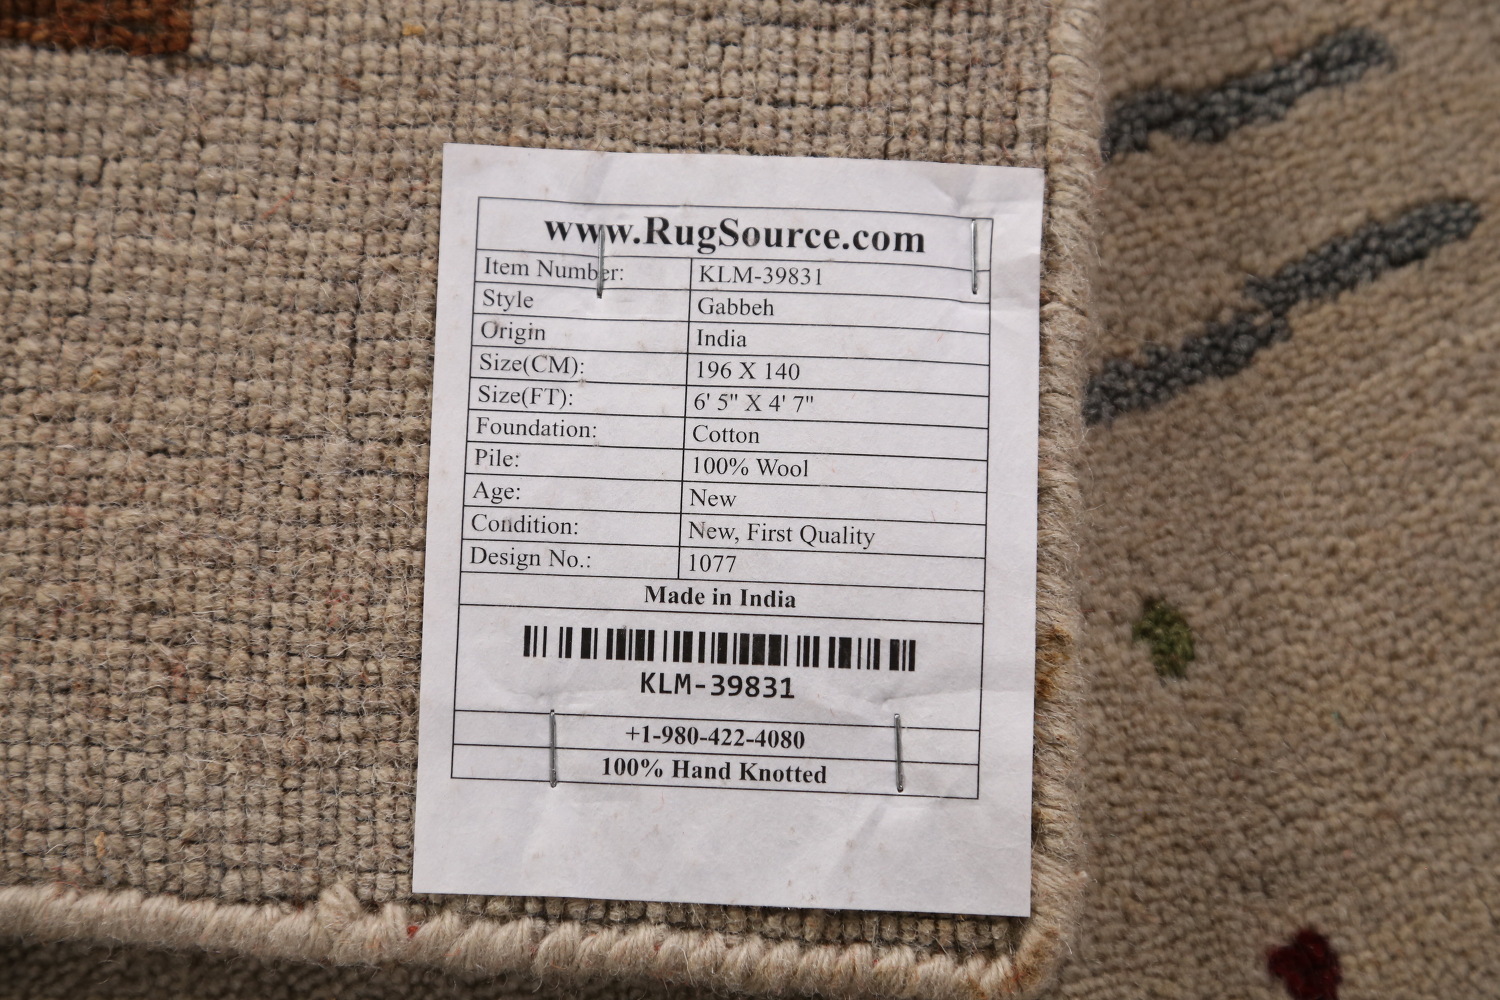 www.RugSource.com
Item Number: KLM-39831
Style Gabbeh
Origin India
Size(CM): 196 X 140
Size(FT): 6' 5" X 4' 7"
Foundation: Cotton
Pile: 100% Wool
Age: New
Condition: New, First Quality
Design No.: 1077
Made in India
KLM-39831
+1-980-422-4080
100% Hand Knotted